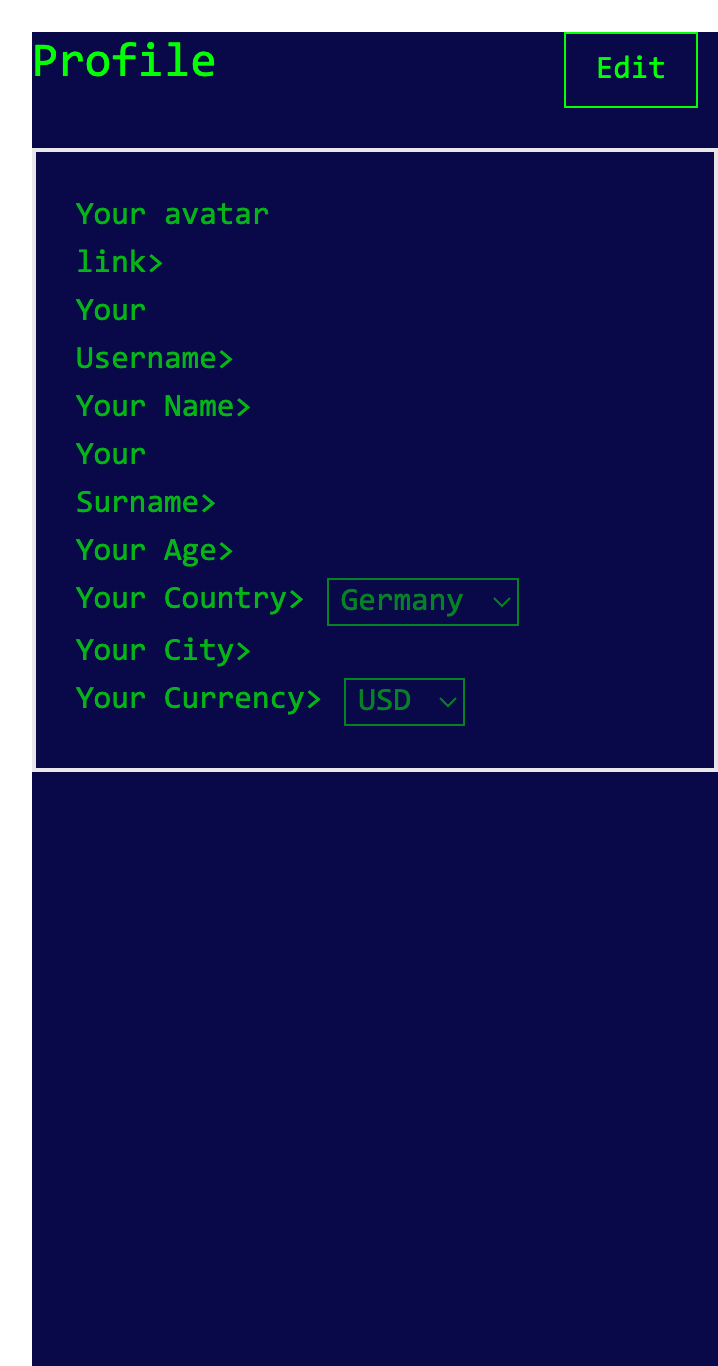 Profile
Edit
Your avatar
link>
Your
Username>
Your Name>
Your
Surname>
Your Age>
Your Country> Germany
Your City>
Your Currency> USD